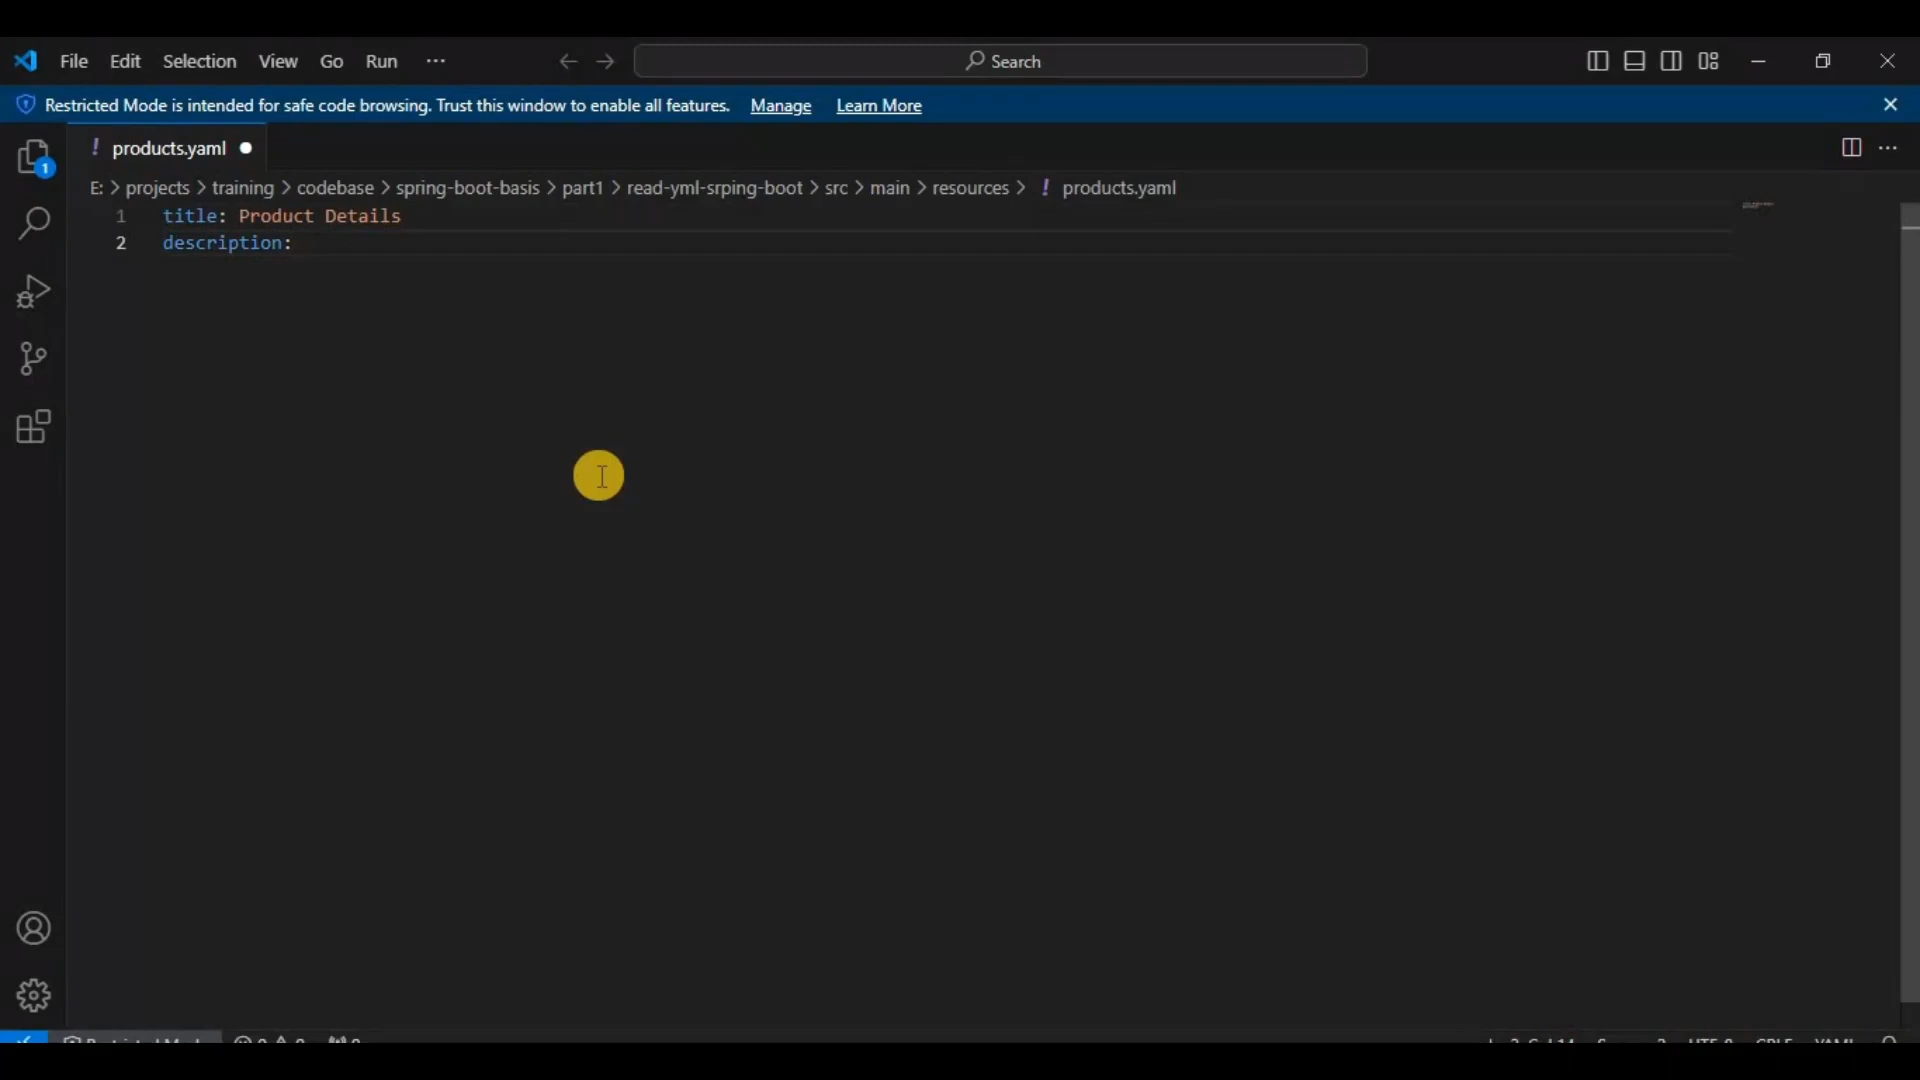 File Edit Selection View Go Run ··· ← → Search
Restricted Mode is intended for safe code browsing. Trust this window to enable all features. Manage Learn More
1
! products.yaml
E: > projects > training > codebase > spring-boot-basis > part1 > read-yml-srping-boot > src > main > resources > ! products.yaml
1 title: Product Details
2 description: